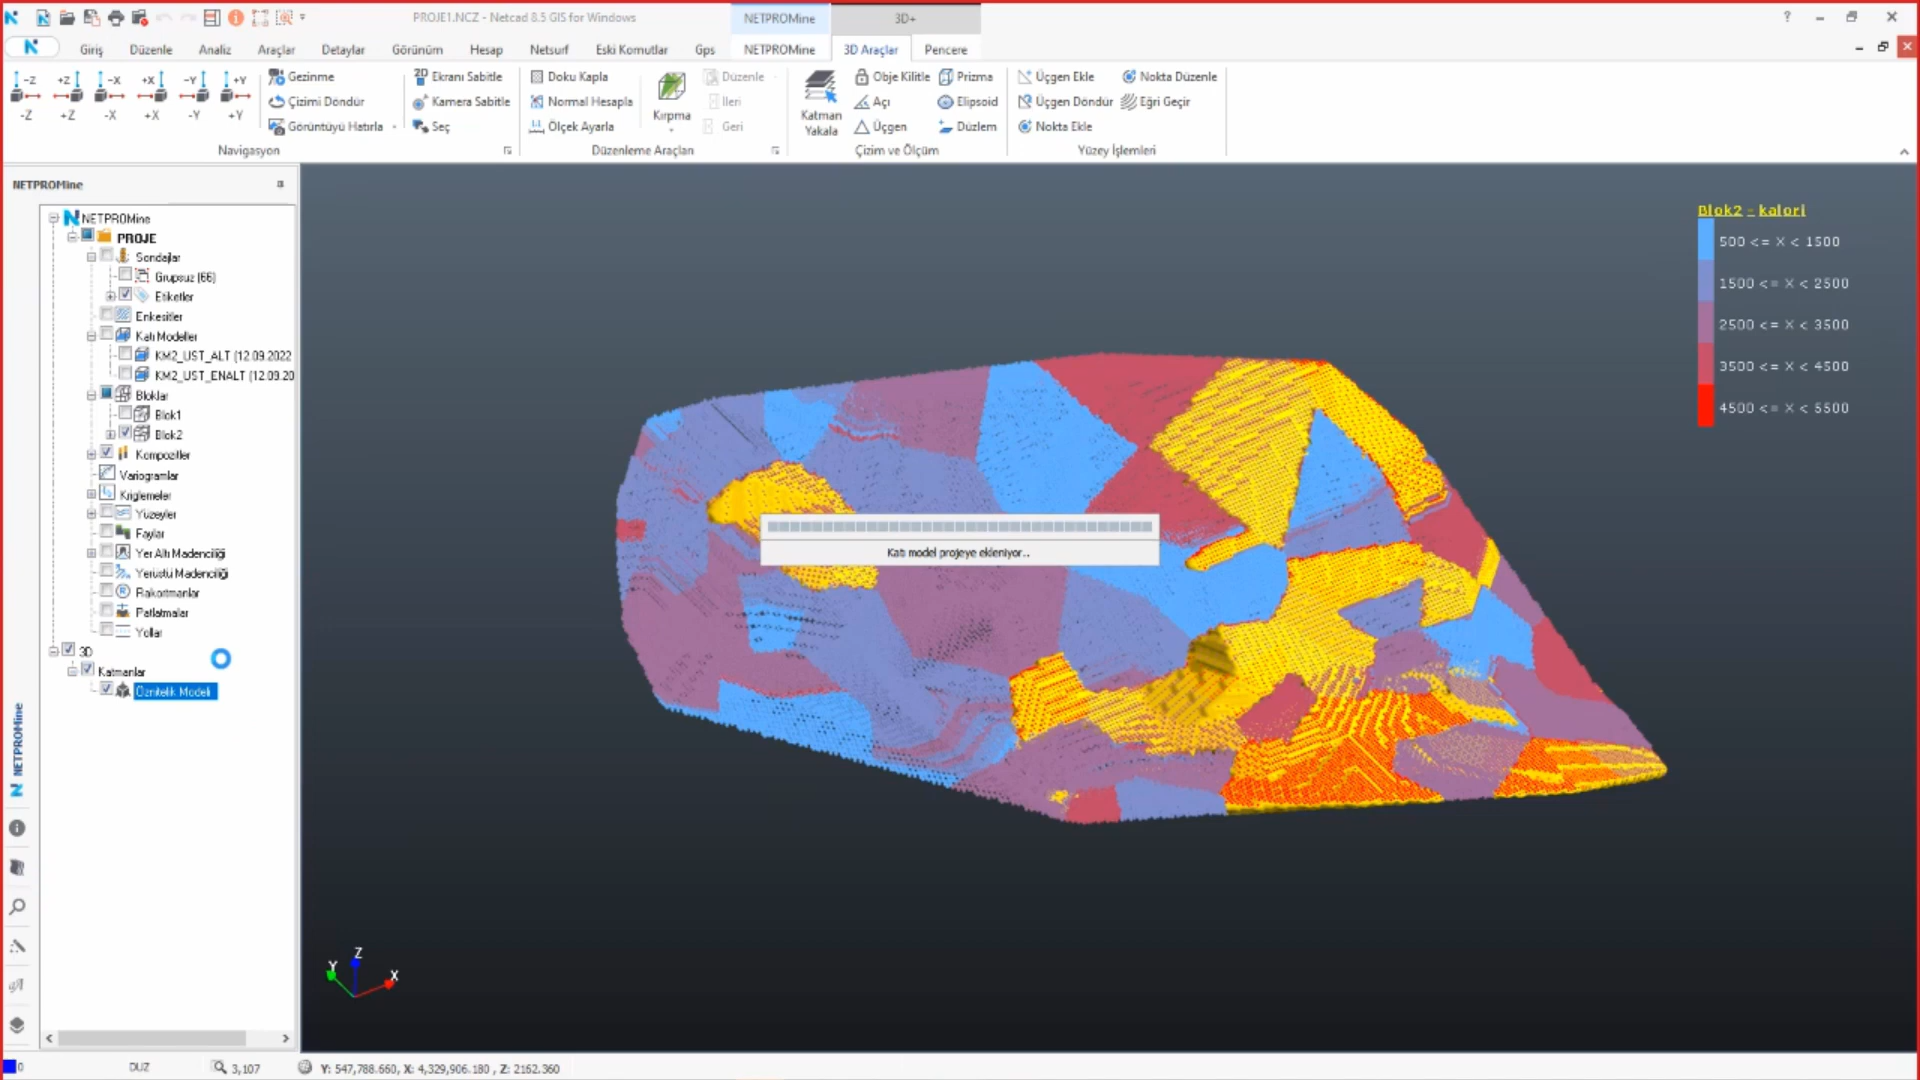 PROJE1.NCZ - Netcad 8.5 GIS for Windows
NETPROMine
3D+
Giriş Düzenle Analiz Araçlar Detaylar Görünüm Hesap Netsurf Eski Komutlar Gps NETPROMine 3D Araçlar Pencere
-Z +Z -X +X -Y +Y
-Z +Z -X +X -Y +Y
Gezinme
Çizimi Döndür
Görüntüyü Hatırla
2D Ekranı Sabitle
Kamera Sabitle
Seç
Navigasyon
Doku Kapla
Normal Hesapla
Ölçek Ayarla
Kırpma
Düzenle
İleri
Geri
Düzenleme Araçları
Katman Yakala
Obje Kilitle
Açı
Üçgen
Prizma
Elipsoid
Düzlem
Çizim ve Ölçüm
Üçgen Ekle
Üçgen Döndür
Nokta Ekle
Nokta Düzenle
Eğri Geçir
Yüzey İşlemleri
NETPROMine
NETPROMine
PROJE
Sondajlar
Grupsuz (66)
Etiketler
Enkesitler
Katı Modeller
KM2_UST_ALT (12.09.2022
KM2_UST_ENALT (12.09.20
Bloklar
Blok1
Blok2
Kompozitler
Variogramlar
Kriglemeler
Yüzeyler
Faylar
Yer Altı Madenciliği
Yerüstü Madenciliği
Rakortmanlar
Patlatmalar
Yollar
3D
Katmanlar
Öznitelik Modeli
NETPROMine
Blok2 - kalori
500 <= X < 1500
1500 <= X < 2500
2500 <= X < 3500
3500 <= X < 4500
4500 <= X < 5500
Katı model projeye ekleniyor..
Z
Y
X
0 DUZ 3,107 Y: 547,788.660, X: 4,329,906.180 , Z: 2162.360